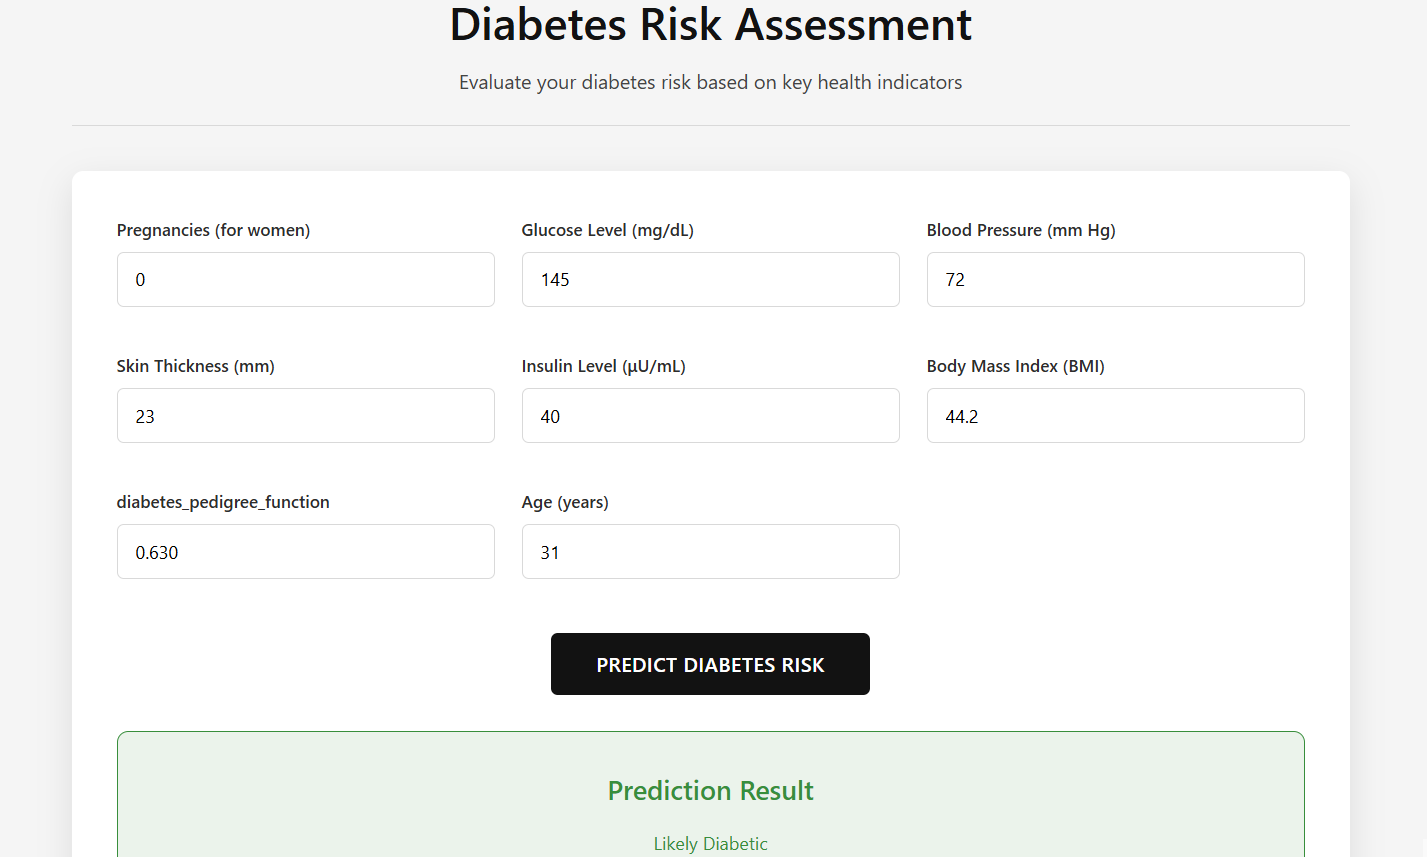 Diabetes Risk Assessment
Evaluate your diabetes risk based on key health indicators
Pregnancies (for women)
Glucose Level (mg/dL)
Blood Pressure (mm Hg)
0
145
72
Skin Thickness (mm)
Insulin Level (µU/mL)
Body Mass Index (BMI)
23
40
44.2
diabetes_pedigree_function
Age (years)
0.630
31
PREDICT DIABETES RISK
Prediction Result
Likely Diabetic